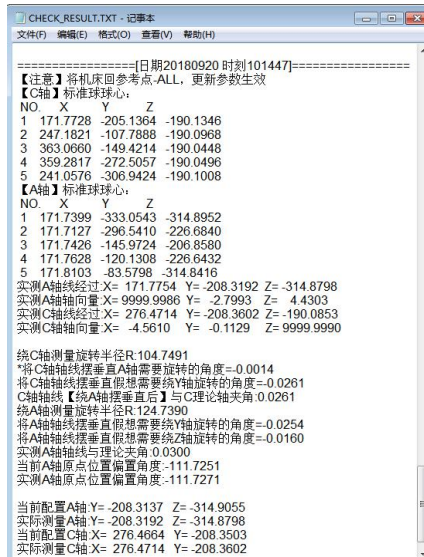 CHECK_RESULT.TXT - 记事本
文件(F) 编辑(E) 格式(O) 查看(V) 帮助(H)
=================[日期20180920 时刻101447]=================
【注意】将机床回参考点-ALL，更新参数生效
【C轴】标准球球心：
NO. X Y Z
1 171.7728 -205.1364 -190.1346
2 247.1821 -107.7888 -190.0968
3 363.0660 -149.4214 -190.0448
4 359.2817 -272.5057 -190.0496
5 241.0576 -306.9424 -190.1008
【A轴】标准球球心：
NO. X Y Z
1 171.7399 -333.0543 -314.8952
2 171.7127 -296.5410 -226.6840
3 171.7426 -145.9724 -206.8580
4 171.7628 -120.1308 -226.6432
5 171.8103 -83.5798 -314.8416
实测A轴线经过:X= 171.7754 Y= -208.3192 Z= -314.8798
实测A轴轴向量:X= 9999.9986 Y= -2.7993 Z= 4.4303
实测C轴线经过:X= 276.4714 Y= -208.3602 Z= -190.0853
实测C轴轴向量:X= -4.5610 Y= -0.1129 Z= 9999.9990
绕C轴测量旋转半径R:104.7491
*将C轴轴线摆垂直A轴需要旋转的角度=-0.0014
将C轴轴线摆垂直假想需要绕Y轴旋转的角度=-0.0261
C轴轴线【绕A轴摆垂直后】与C理论轴夹角:0.0261
绕A轴测量旋转半径R:124.7390
将A轴轴线摆垂直假想需要绕Y轴旋转的角度=-0.0254
将A轴轴线摆垂直假想需要绕Z轴旋转的角度=-0.0160
实测A轴轴线与理论夹角:0.0300
当前A轴原点位置偏置角度:-111.7251
实测A轴原点位置偏置角度:-111.7271
当前配置A轴:Y= -208.3137 Z= -314.9055
实际测量A轴:Y= -208.3192 Z= -314.8798
当前配置C轴:X= 276.4664 Y= -208.3503
实际测量C轴:X= 276.4714 Y= -208.3602